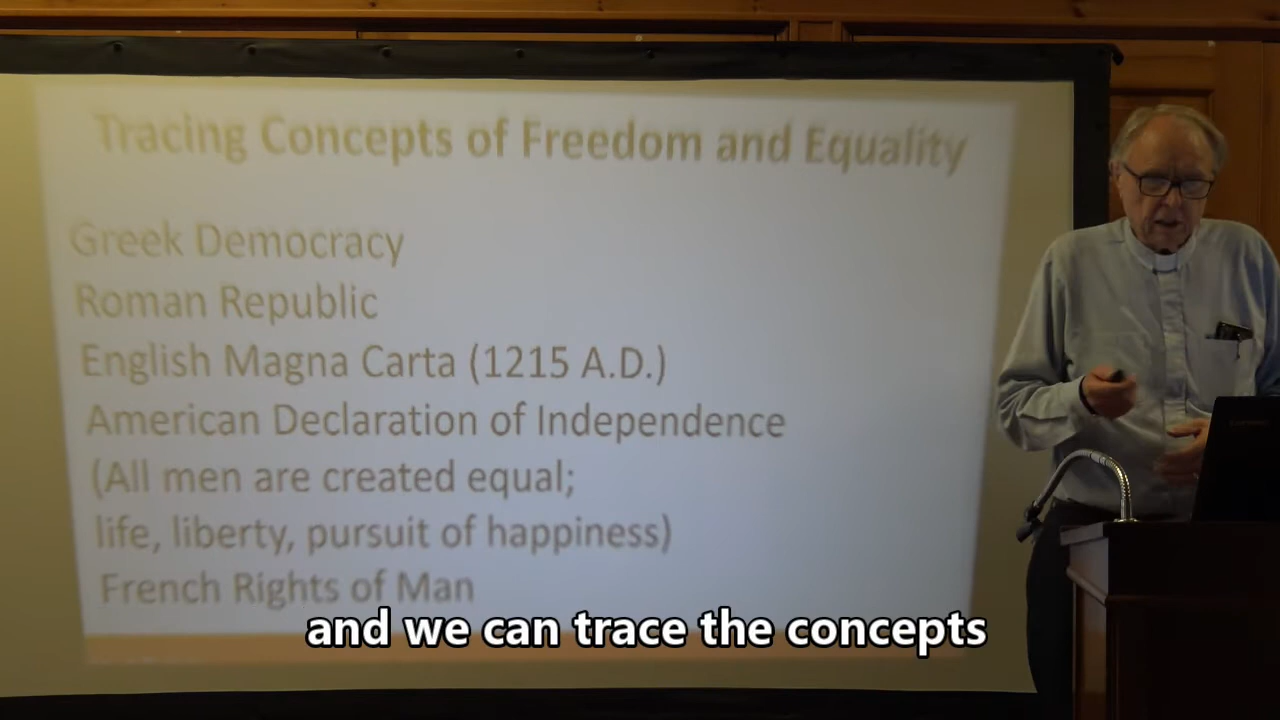 Tracing Concepts of Freedom and Equality
Greek Democracy
Roman Republic
English Magna Carta (1215 A.D.)
American Declaration of Independence
(All men are created equal;
life, liberty, pursuit of happiness)
French Rights of Man
and we can trace the concepts